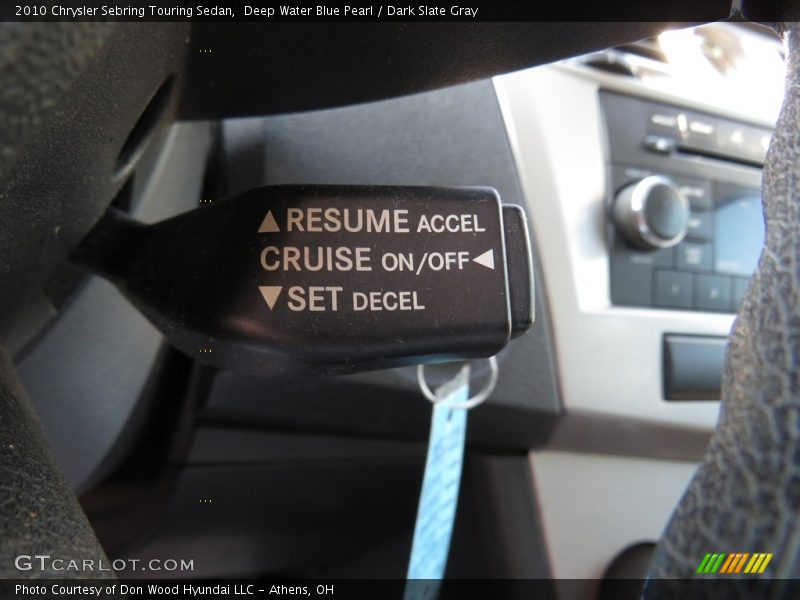 2010 Chrysler Sebring Touring Sedan,  Deep Water Blue Pearl / Dark Slate Gray
▲RESUME ACCEL
CRUISE ON/OFF◀
▼SET DECEL
GTCARLOT.COM
Photo Courtesy of Don Wood Hyundai LLC - Athens, OH